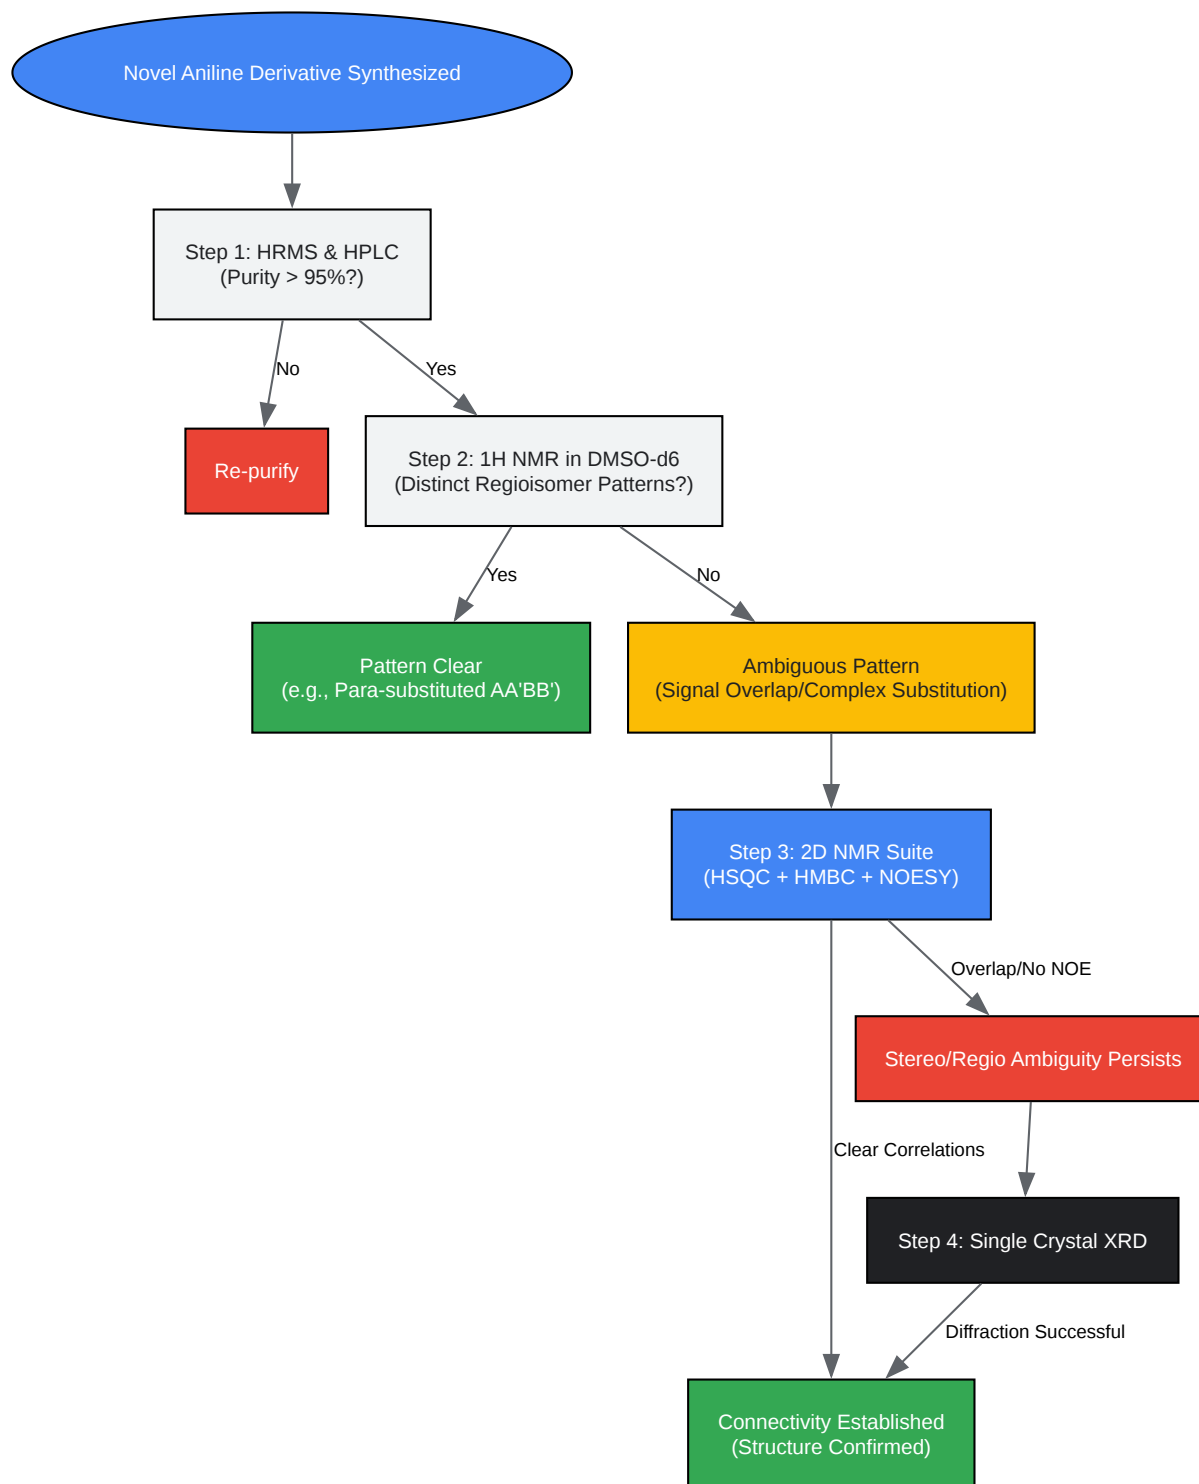 Novel Aniline Derivative Synthesized
Step 1: HRMS & HPLC
(Purity > 95%?)
No
Yes
Re-purify
Step 2: 1H NMR in DMSO-d6
(Distinct Regioisomer Patterns?)
Yes
No
Pattern Clear
(e.g., Para-substituted AA'BB')
Ambiguous Pattern
(Signal Overlap/Complex Substitution)
Step 3: 2D NMR Suite
(HSQC + HMBC + NOESY)
Overlap/No NOE
Stereo/Regio Ambiguity Persists
Clear Correlations
Step 4: Single Crystal XRD
Diffraction Successful
Connectivity Established
(Structure Confirmed)